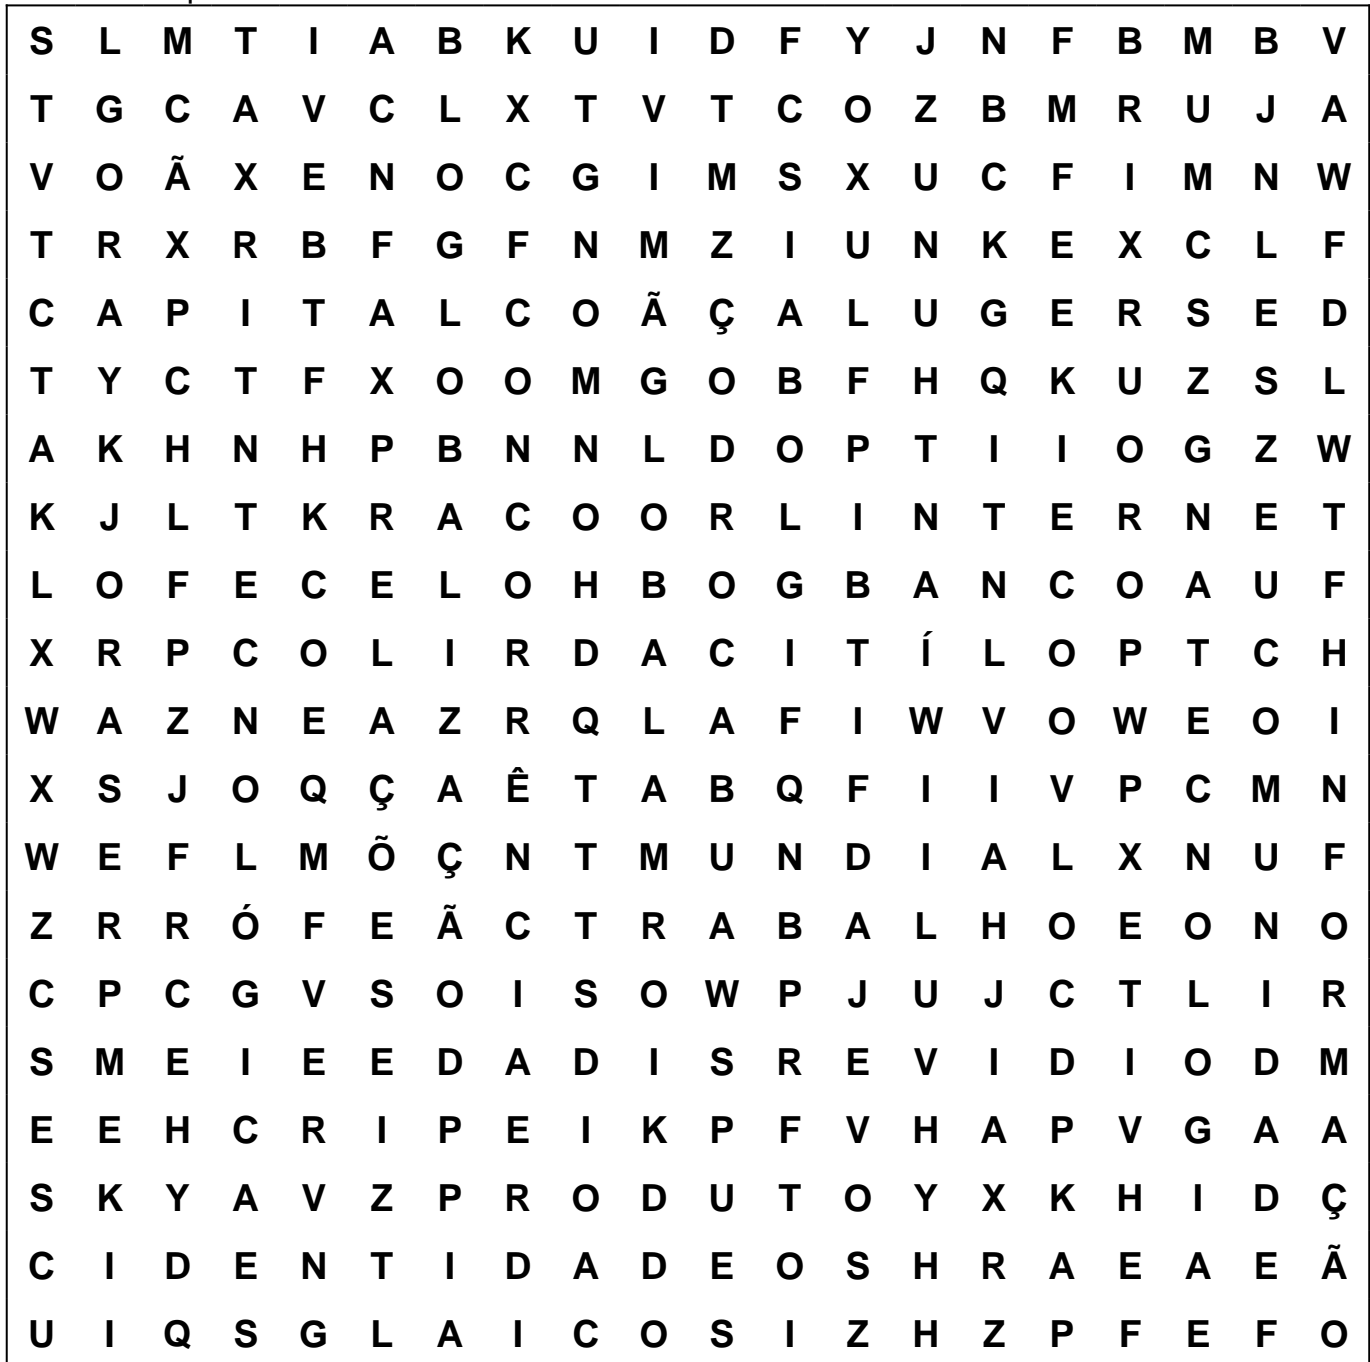 S L M T I A B K U I D F Y J N F B M B V
T G C A V C L X T V T C O Z B M R U J A
V O Ã X E N O C G I M S X U C F I M N W
T R X R B F G F N M Z I U N K E X C L F
C A P I T A L C O Ã Ç A L U G E R S E D
T Y C T F X O O M G O B F H Q K U Z S L
A K H N H P B N N L D O P T I I O G Z W
K J L T K R A C O O R L I N T E R N E T
L O F E C E L O H B O G B A N C O A U F
X R P C O L I R D A C I T Í L O P T C H
W A Z N E A Z R Q L A F I W V O W E O I
X S J O Q Ç A Ê T A B Q F I I V P C M N
W E F L M Õ Ç N T M U N D I A L X N U F
Z R R Ó F E Ã C T R A B A L H O E O N O
C P C G V S O I S O W P J U J C T L I R
S M E I E E D A D I S R E V I D I O D M
E E H C R I P E I K P F V H A P V G A A
S K Y A V Z P R O D U T O Y X K H I D Ç
C I D E N T I D A D E O S H R A E A E Ã
U I Q S G L A I C O S I Z H Z P F E F O